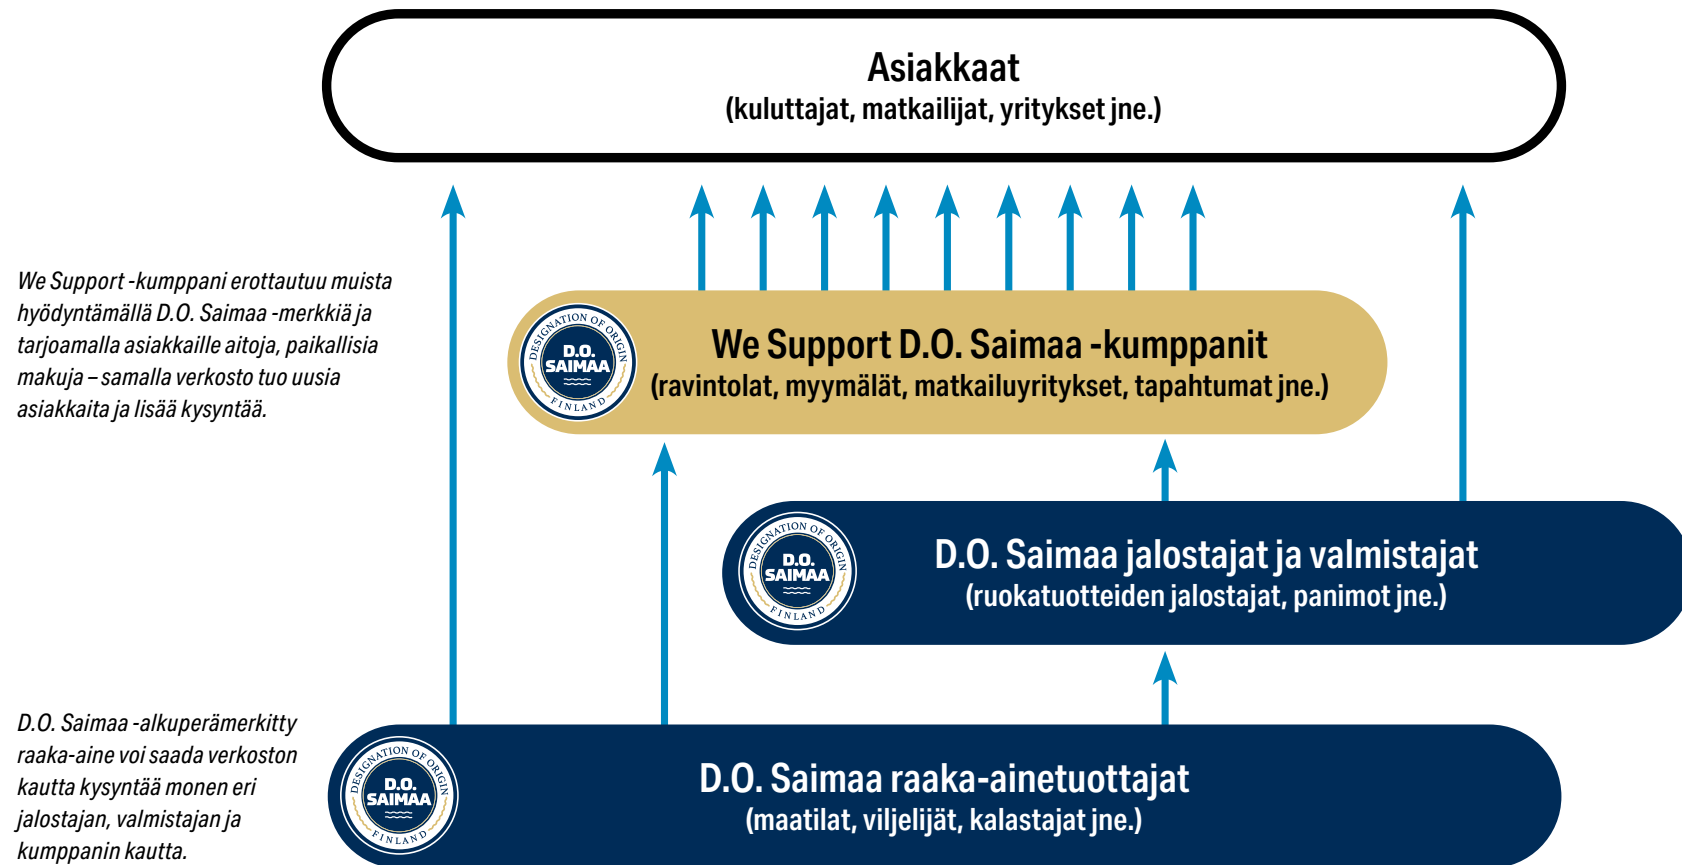 Asiakkaat
(kuluttajat, matkailijat, yritykset jne.)
We Support -kumppani erottautuu muista
hyödyntämällä D.O. Saimaa -merkkiä ja
tarjoamalla asiakkaille aitoja, paikallisia
makuja – samalla verkosto tuo uusia
asiakkaita ja lisää kysyntää.
DESIGNATION OF ORIGIN
D.O.
SAIMAA
FINLAND
We Support D.O. Saimaa -kumppanit
(ravintolat, myymälät, matkailuyritykset, tapahtumat jne.)
DESIGNATION OF ORIGIN
D.O.
SAIMAA
FINLAND
D.O. Saimaa jalostajat ja valmistajat
(ruokatuotteiden jalostajat, panimot jne.)
D.O. Saimaa -alkuperämerkitty
raaka-aine voi saada verkoston
kautta kysyntää monen eri
jalostajan, valmistajan ja
kumppanin kautta.
DESIGNATION OF ORIGIN
D.O.
SAIMAA
FINLAND
D.O. Saimaa raaka-ainetuottajat
(maatilat, viljelijät, kalastajat jne.)